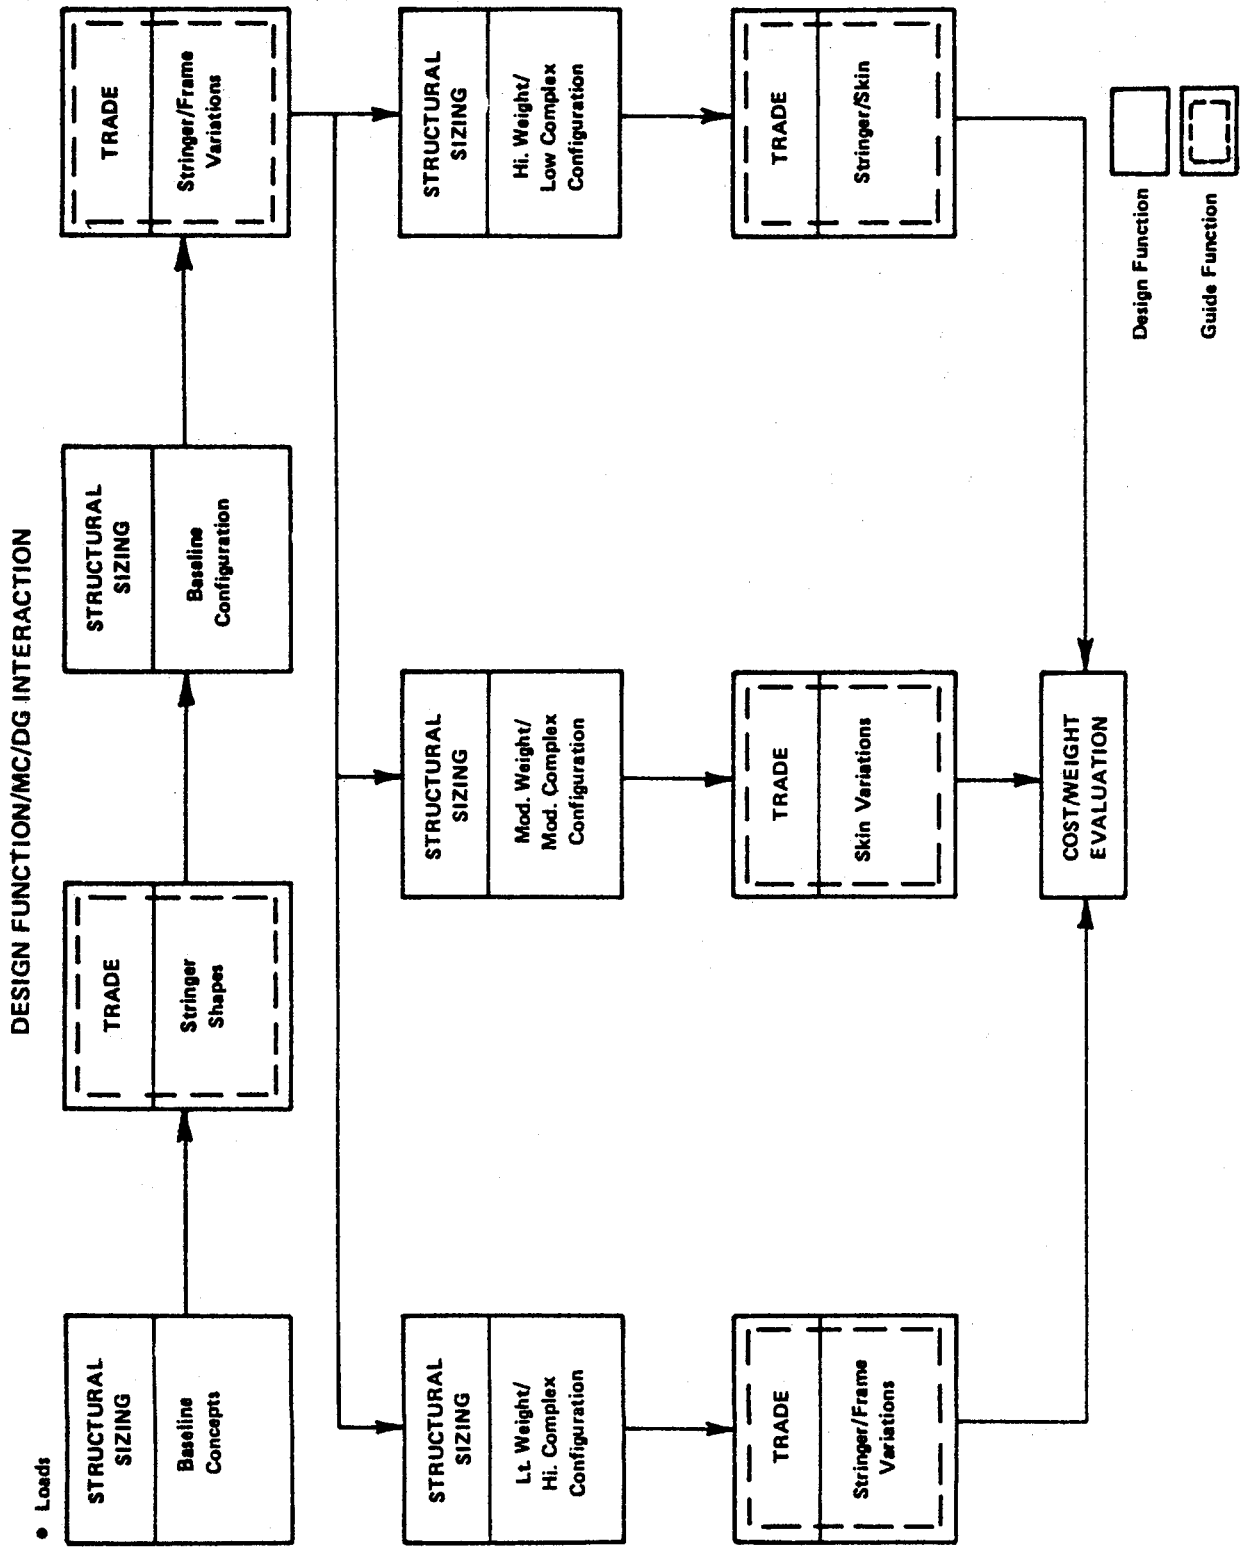 DESIGN FUNCTION/MC/DG INTERACTION
• Loads
STRUCTURAL
SIZING
Baseline
Concepts
TRADE
Stringer
Shapes
STRUCTURAL
SIZING
Baseline
Configuration
TRADE
Stringer/Frame
Variations
STRUCTURAL
SIZING
Lt. Weight/
Hi. Complex
Configuration
STRUCTURAL
SIZING
Mod. Weight/
Mod. Complex
Configuration
STRUCTURAL
SIZING
Hi. Weight/
Low Complex
Configuration
TRADE
Stringer/Frame
Variations
TRADE
Skin Variations
TRADE
Stringer/Skin
COST/WEIGHT
EVALUATION
Design Function
Guide Function